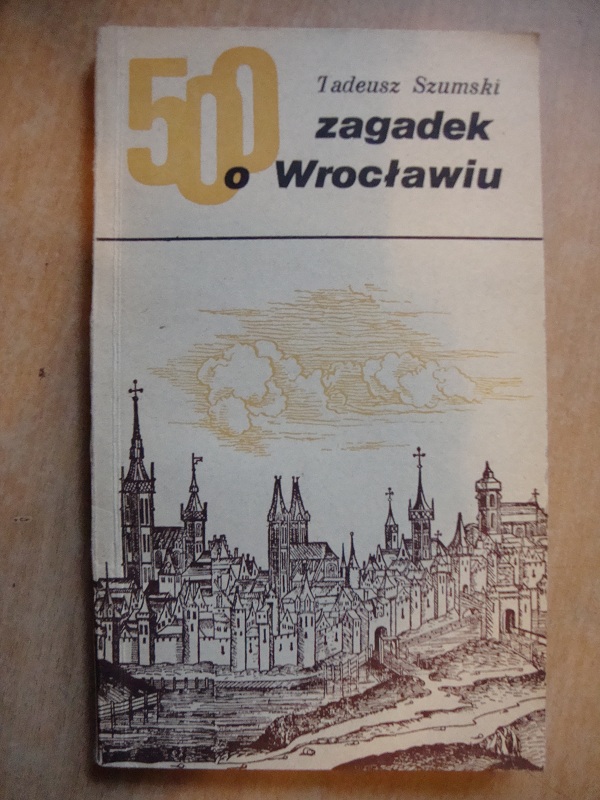 500
Tadeusz Szumski
zagadek
o Wrocławiu